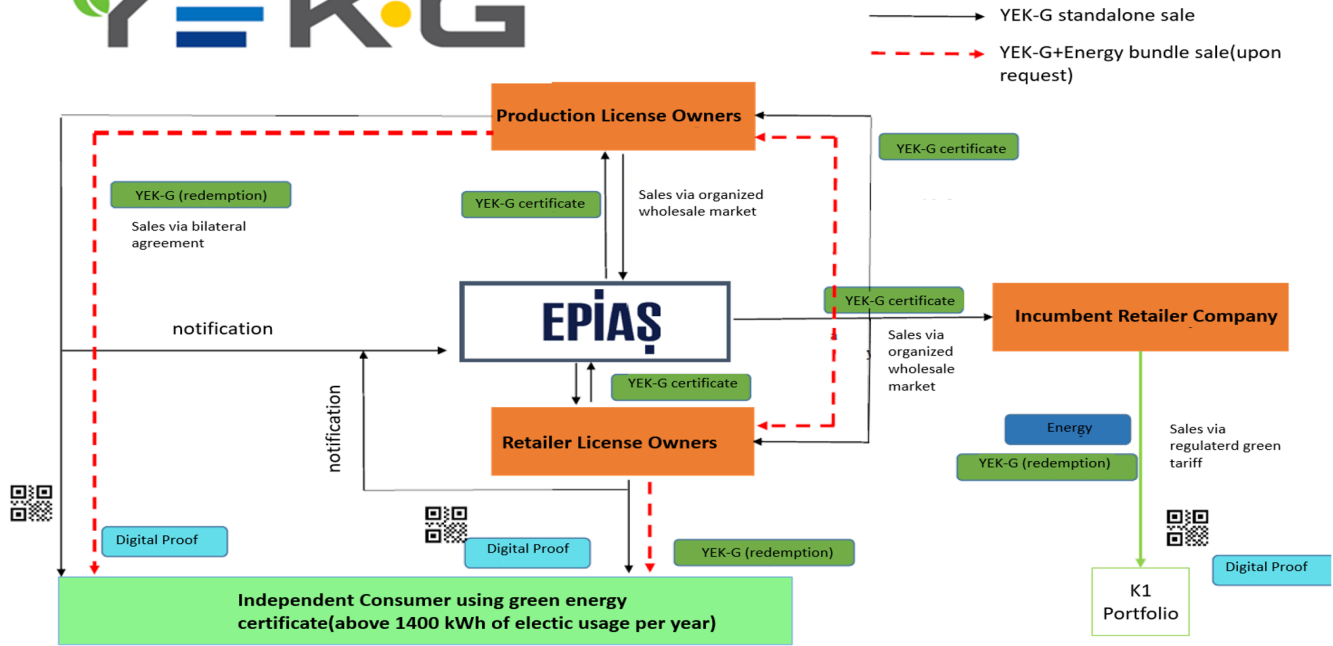 YEK·G
YEK-G standalone sale
YEK-G+Energy bundle sale(upon
request)
Production License Owners
YEK-G certificate
YEK-G (redemption)
Sales via bilateral
agreement
YEK-G certificate
Sales via organized
wholesale market
EPİAŞ
YEK-G certificate
Incumbent Retailer Company
notification
Sales via
organized
wholesale
market
YEK-G certificate
notification
Retailer License Owners
Energy
YEK-G (redemption)
Sales via
regulaterd green
tariff
Digital Proof
Digital Proof
YEK-G (redemption)
Digital Proof
Independent Consumer using green energy
certificate(above 1400 kWh of electic usage per year)
K1
Portfolio